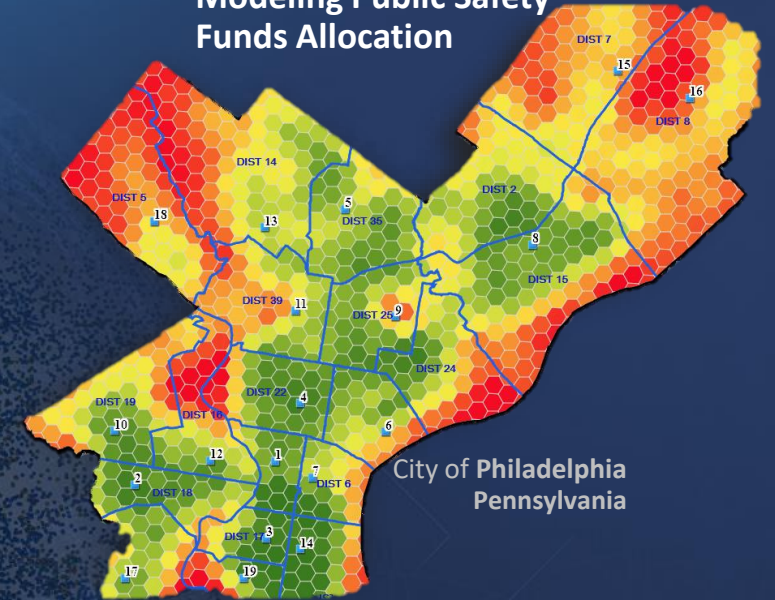 Modeling Public Safety
Funds Allocation
DIST 7
15
16
DIST 8
DIST 14
DIST 5
18
13
5
DIST 35
DIST 2
8
DIST 15
DIST 39
11
DIST 25
9
DIST 24
DIST 22
4
DIST 19
DIST 16
10
6
12
1
7
DIST 6
City of Philadelphia
Pennsylvania
2
DIST 18
DIST 17
3
14
17
19